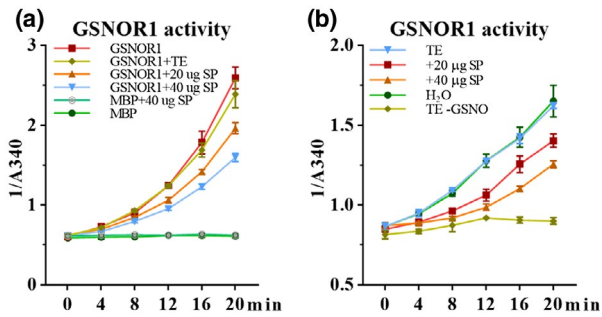 (a)
GSNOR1 activity
GSNOR1
GSNOR1+TE
GSNOR1+20 ug SP
GSNOR1+40 ug SP
MBP+40 ug SP
MBP
1/A340
3
2
1
0
0 4 8 12 16 20 min
(b)
GSNOR1 activity
TE
+20 μg SP
+40 μg SP
H₂O
TE -GSNO
1/A340
2.0
1.5
1.0
0.5
0 4 8 12 16 20 min